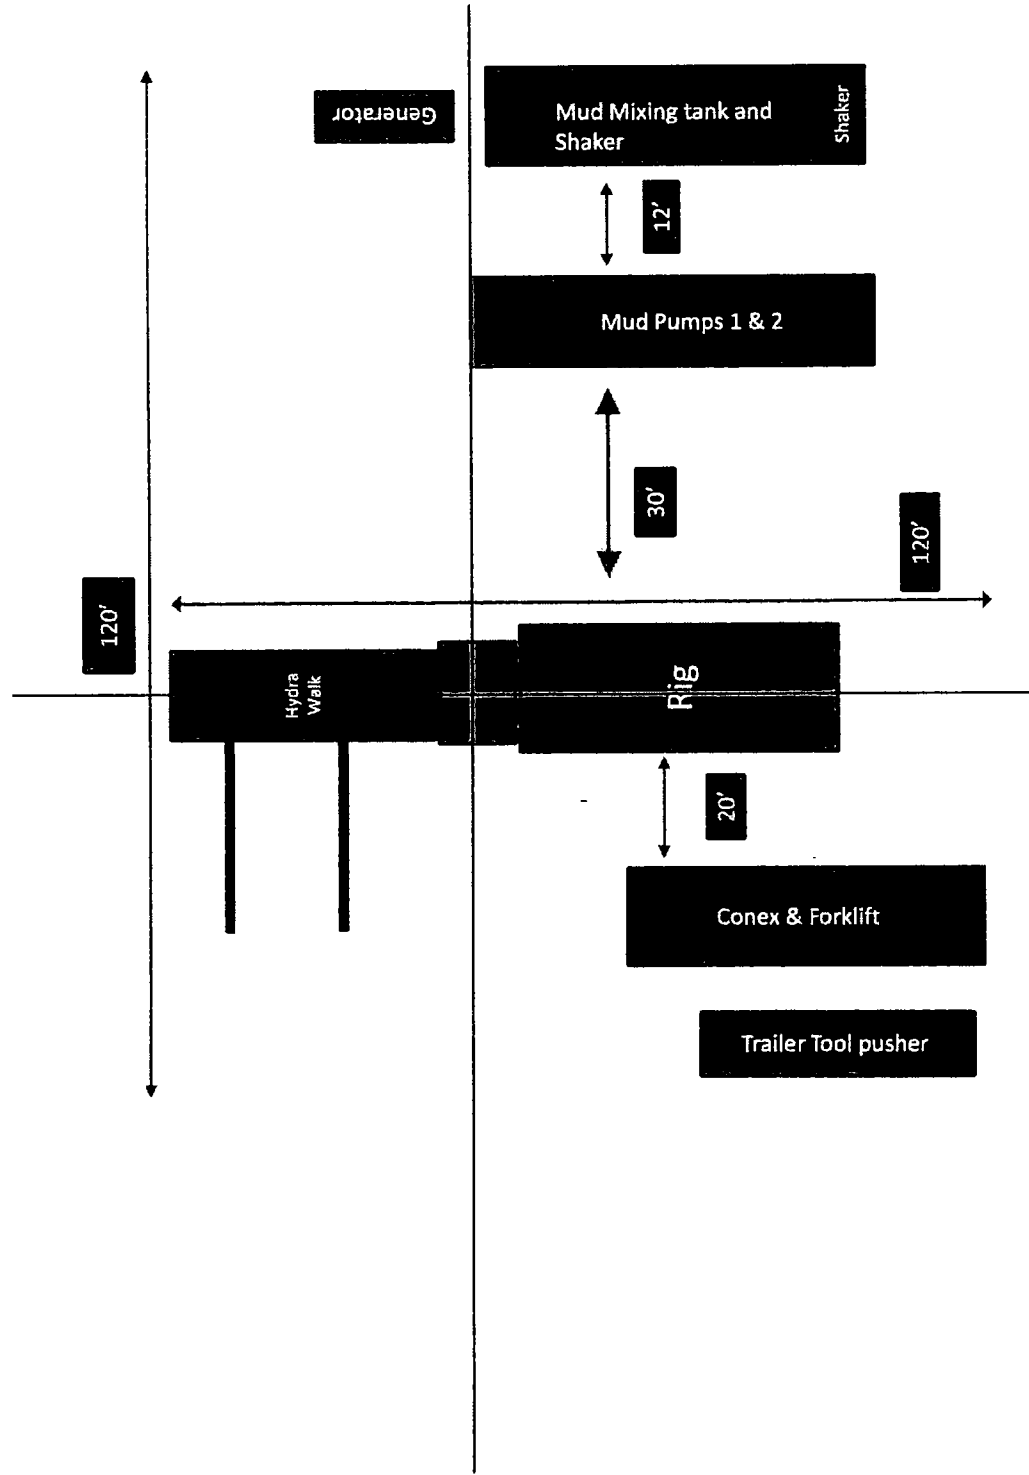 Generator
Mud Mixing tank and
Shaker
Shaker
12’
Mud Pumps 1 & 2
30’
120’
120’
Hydra
Walk
Rig
20’
Conex & Forklift
Trailer Tool pusher